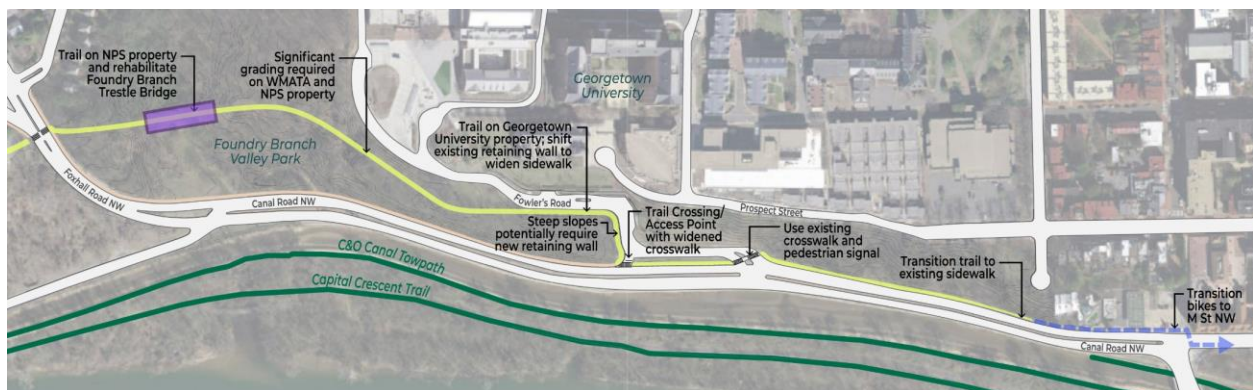 Trail on NPS property
and rehabilitate
Foundry Branch
Trestle Bridge
Significant
grading required
on WMATA and
NPS property
Georgetown
University
Trail on Georgetown
University property; shift
existing retaining wall to
widen sidewalk
Foundry Branch
Valley Park
Foxhall Road NW
Canal Road NW
Fowler's Road
Prospect Street
Steep slopes
potentially require
new retaining wall
Trail Crossing/
Access Point
with widened
crosswalk
Use existing
crosswalk and
pedestrian signal
Transition trail to
existing sidewalk
Transition
bikes to
M St NW
C&O Canal Towpath
Capital Crescent Trail
Canal Road NW